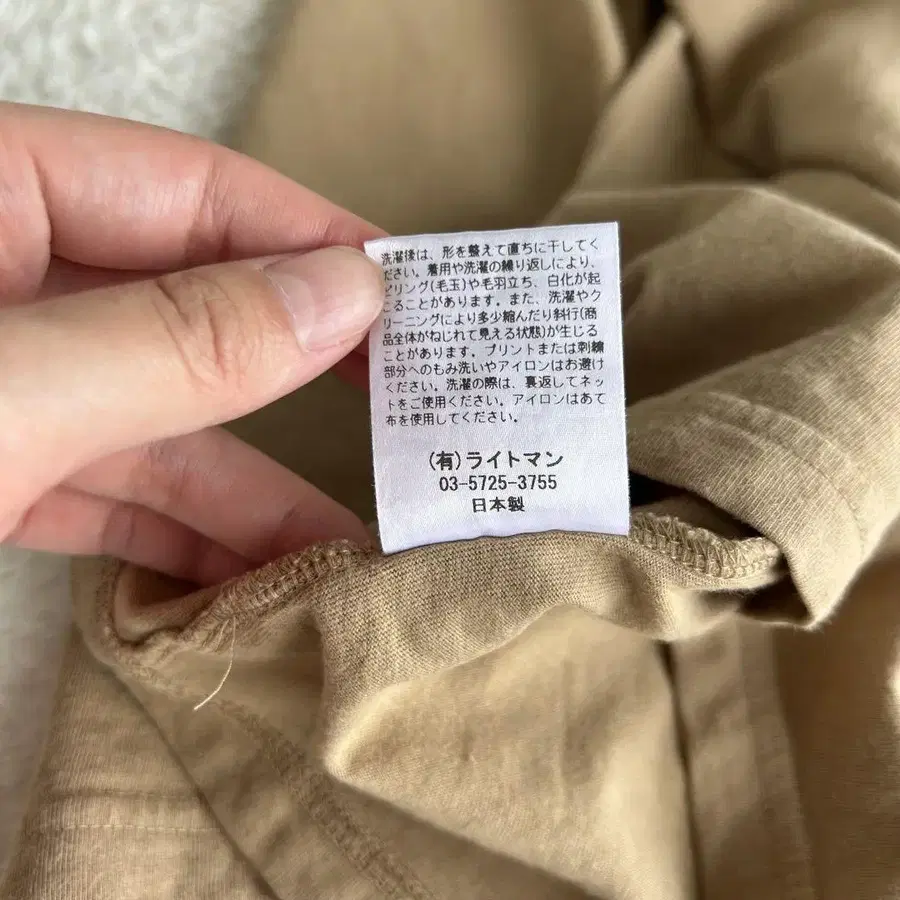 洗濯後は、形を整えて直ちに干してく
ださい。着用や洗濯の繰り返しにより、
ピリング(毛玉)や毛羽立ち、白化が起
こることがあります。また、洗濯やク
リーニングにより多少縮んだり斜行(商
品全体がねじれて見える状態)が生じる
ことがあります。プリントまたは刺繍
部分へのもみ洗いやアイロンはお避け
ください。洗濯の際は、裏返してネッ
トをご使用ください。アイロンはあて
布を使用してください。
(有)ライトマン
03-5725-3755
日本製